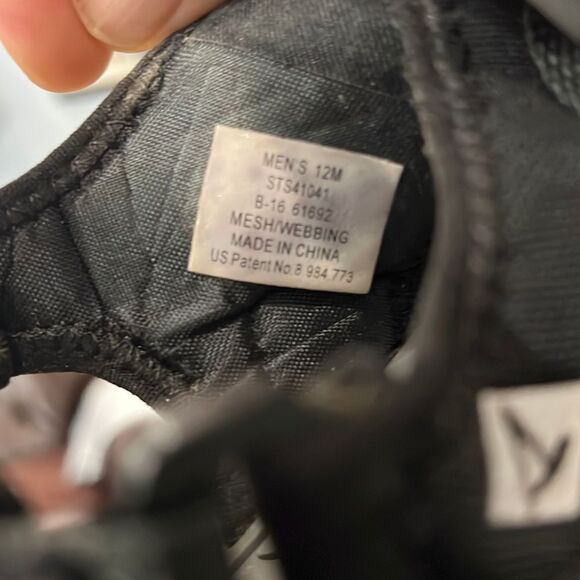 MEN'S 12M
STS41041
B-16 61692
MESH/WEBBING
MADE IN CHINA
US Patent No.8 984.773